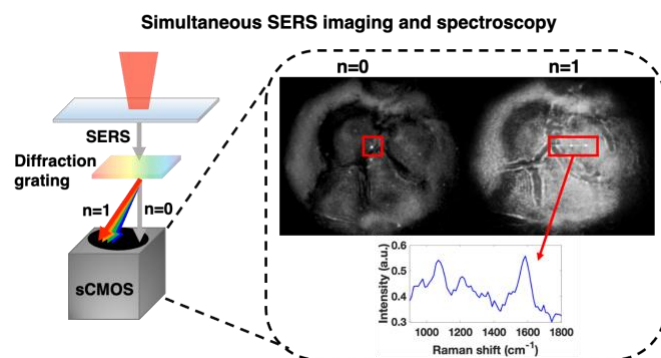 Simultaneous SERS imaging and spectroscopy
SERS
Diffraction
grating
n=1
n=0
sCMOS
n=0
n=1
Intensity (a.u.)
0.6
0.5
0.4
0.3
1000 1200 1400 1600 1800
Raman shift (cm⁻¹)